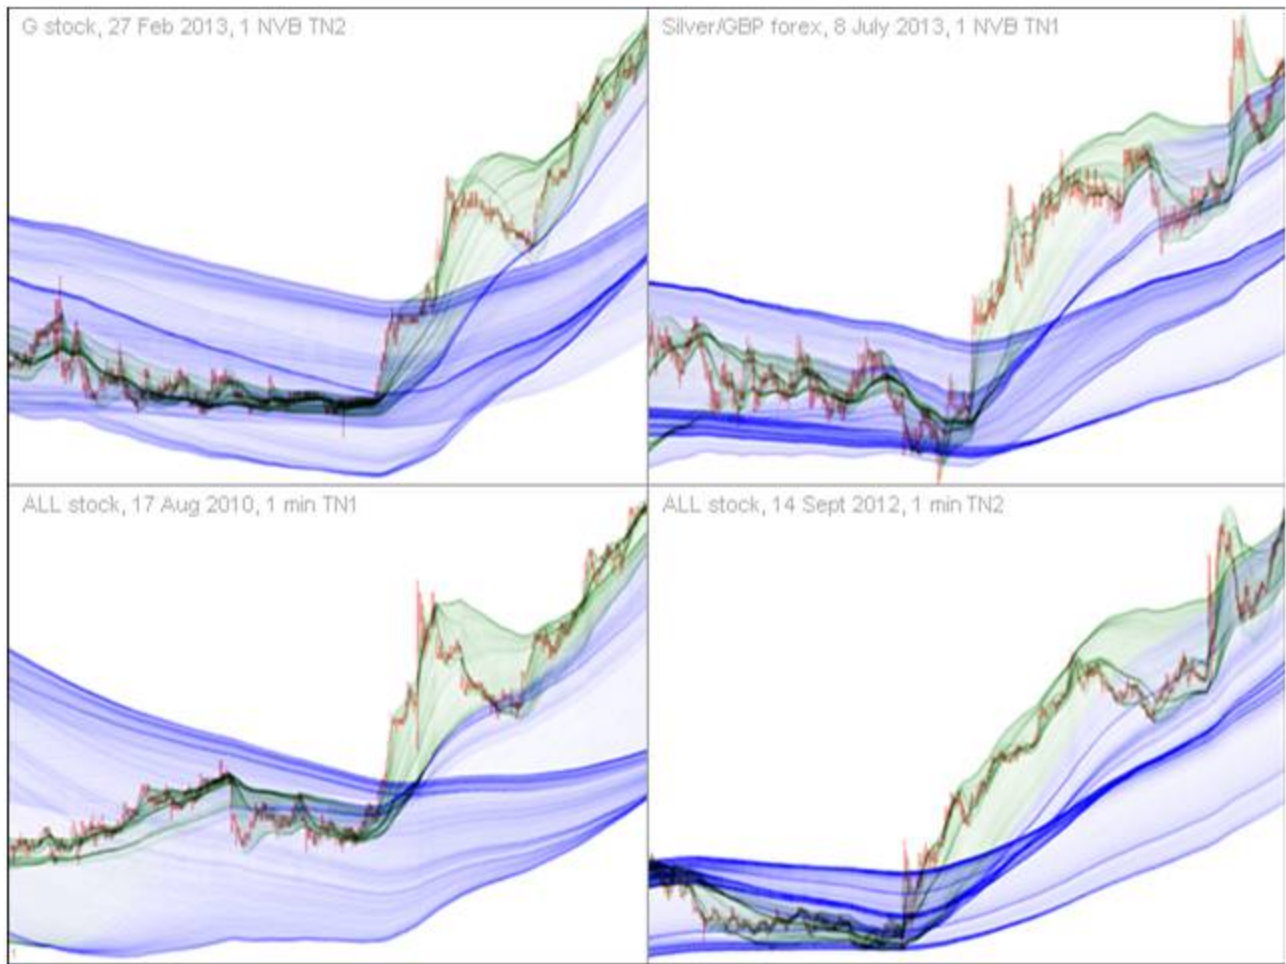 G stock, 27 Feb 2013, 1 NVB TN2
Silver/GBP forex, 8 July 2013, 1 NVB TN1
ALL stock, 17 Aug 2010, 1 min TN1
ALL stock, 14 Sept 2012, 1 min TN2